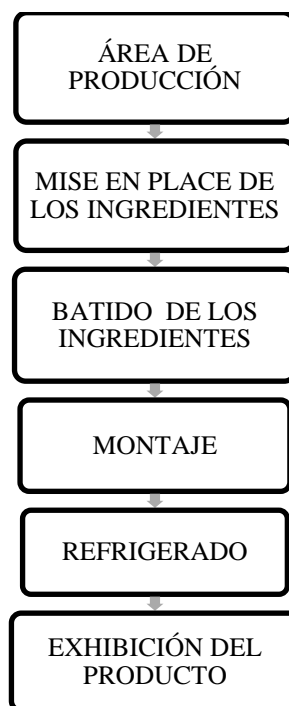 ÁREA DE
PRODUCCIÓN
MISE EN PLACE DE
LOS INGREDIENTES
BATIDO DE LOS
INGREDIENTES
MONTAJE
REFRIGERADO
EXHIBICIÓN DEL
PRODUCTO